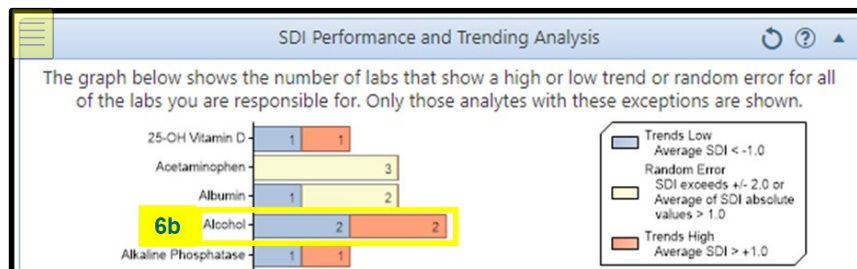 SDI Performance and Trending Analysis
The graph below shows the number of labs that show a high or low trend or random error for all
of the labs you are responsible for. Only those analytes with these exceptions are shown.
25-OH Vitamin D 1 1
Acetaminophen 3
Albumin 1 2
6b Alcohol 2 2
Alkaline Phosphatase 1 1
Trends Low
Average SDI < -1.0
Random Error
SDI exceeds +/- 2.0 or
Average of SDI absolute
values > 1.0
Trends High
Average SDI > +1.0